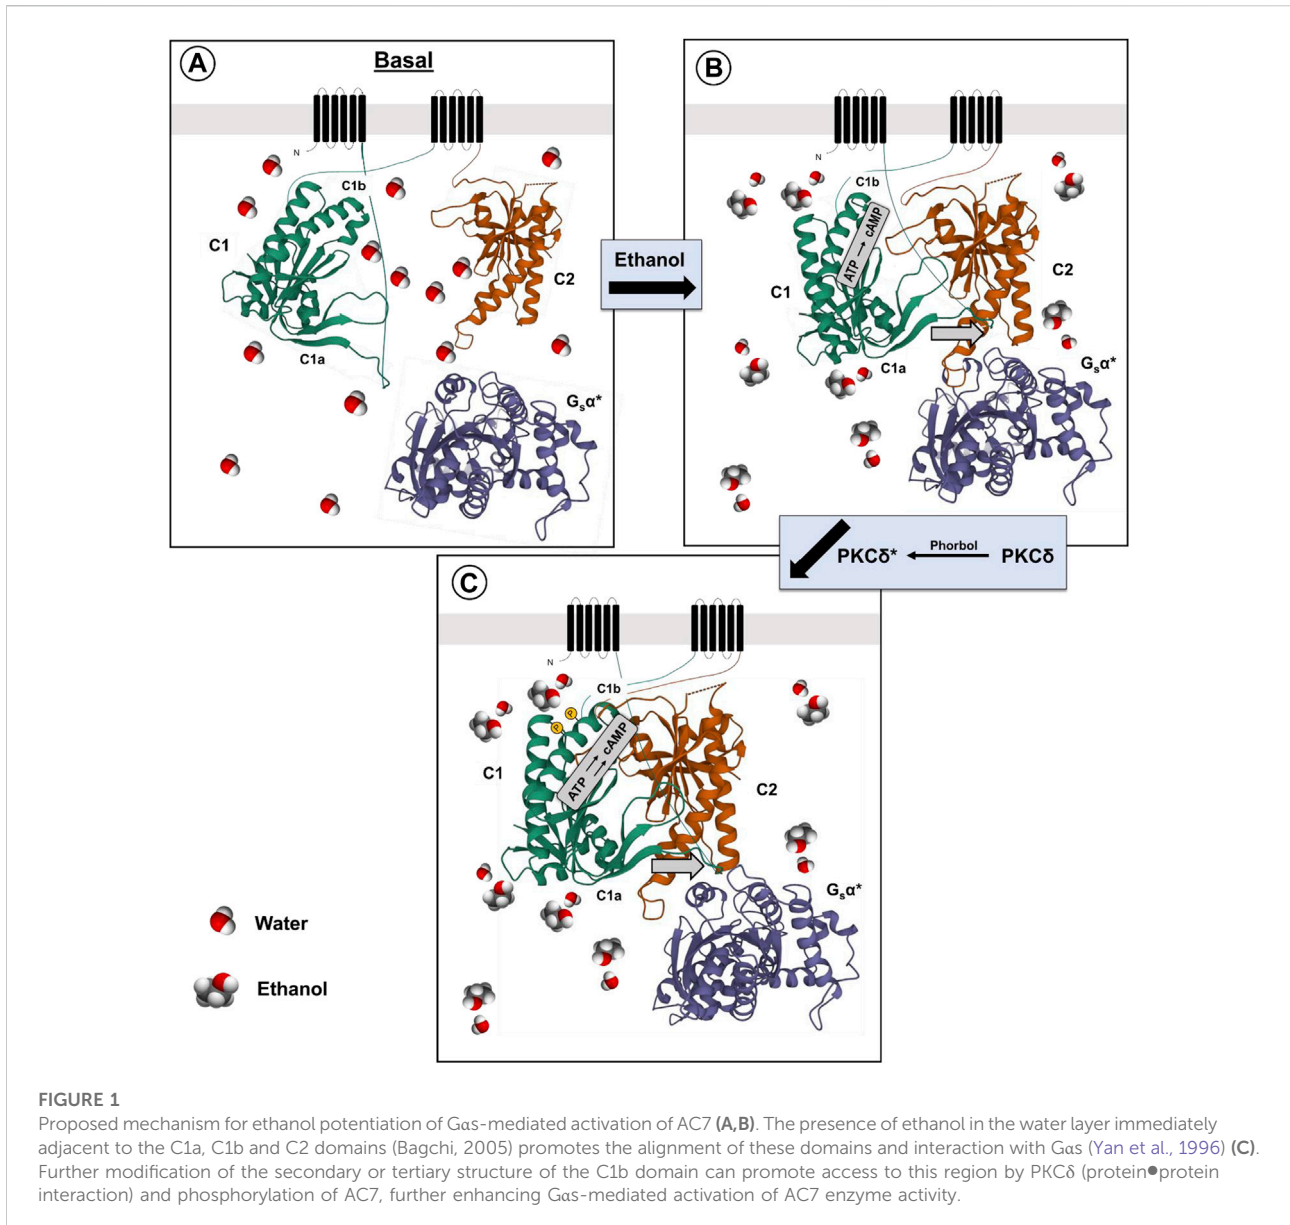 A
Basal
N
C1b
C1
C2
C1a
Gsα*
Ethanol
B
N
C1b
ATP → cAMP
C1
C2
C1a
Gsα*
PKCδ* Phorbol PKCδ
C
N
C1b
P P
ATP cAMP
C1
C2
C1a
Gsα*
Water
Ethanol
FIGURE 1
Proposed mechanism for ethanol potentiation of Gαs-mediated activation of AC7 (A,B). The presence of ethanol in the water layer immediately
adjacent to the C1a, C1b and C2 domains (Bagchi, 2005) promotes the alignment of these domains and interaction with Gαs (Yan et al., 1996) (C).
Further modification of the secondary or tertiary structure of the C1b domain can promote access to this region by PKCδ (protein●protein
interaction) and phosphorylation of AC7, further enhancing Gαs-mediated activation of AC7 enzyme activity.